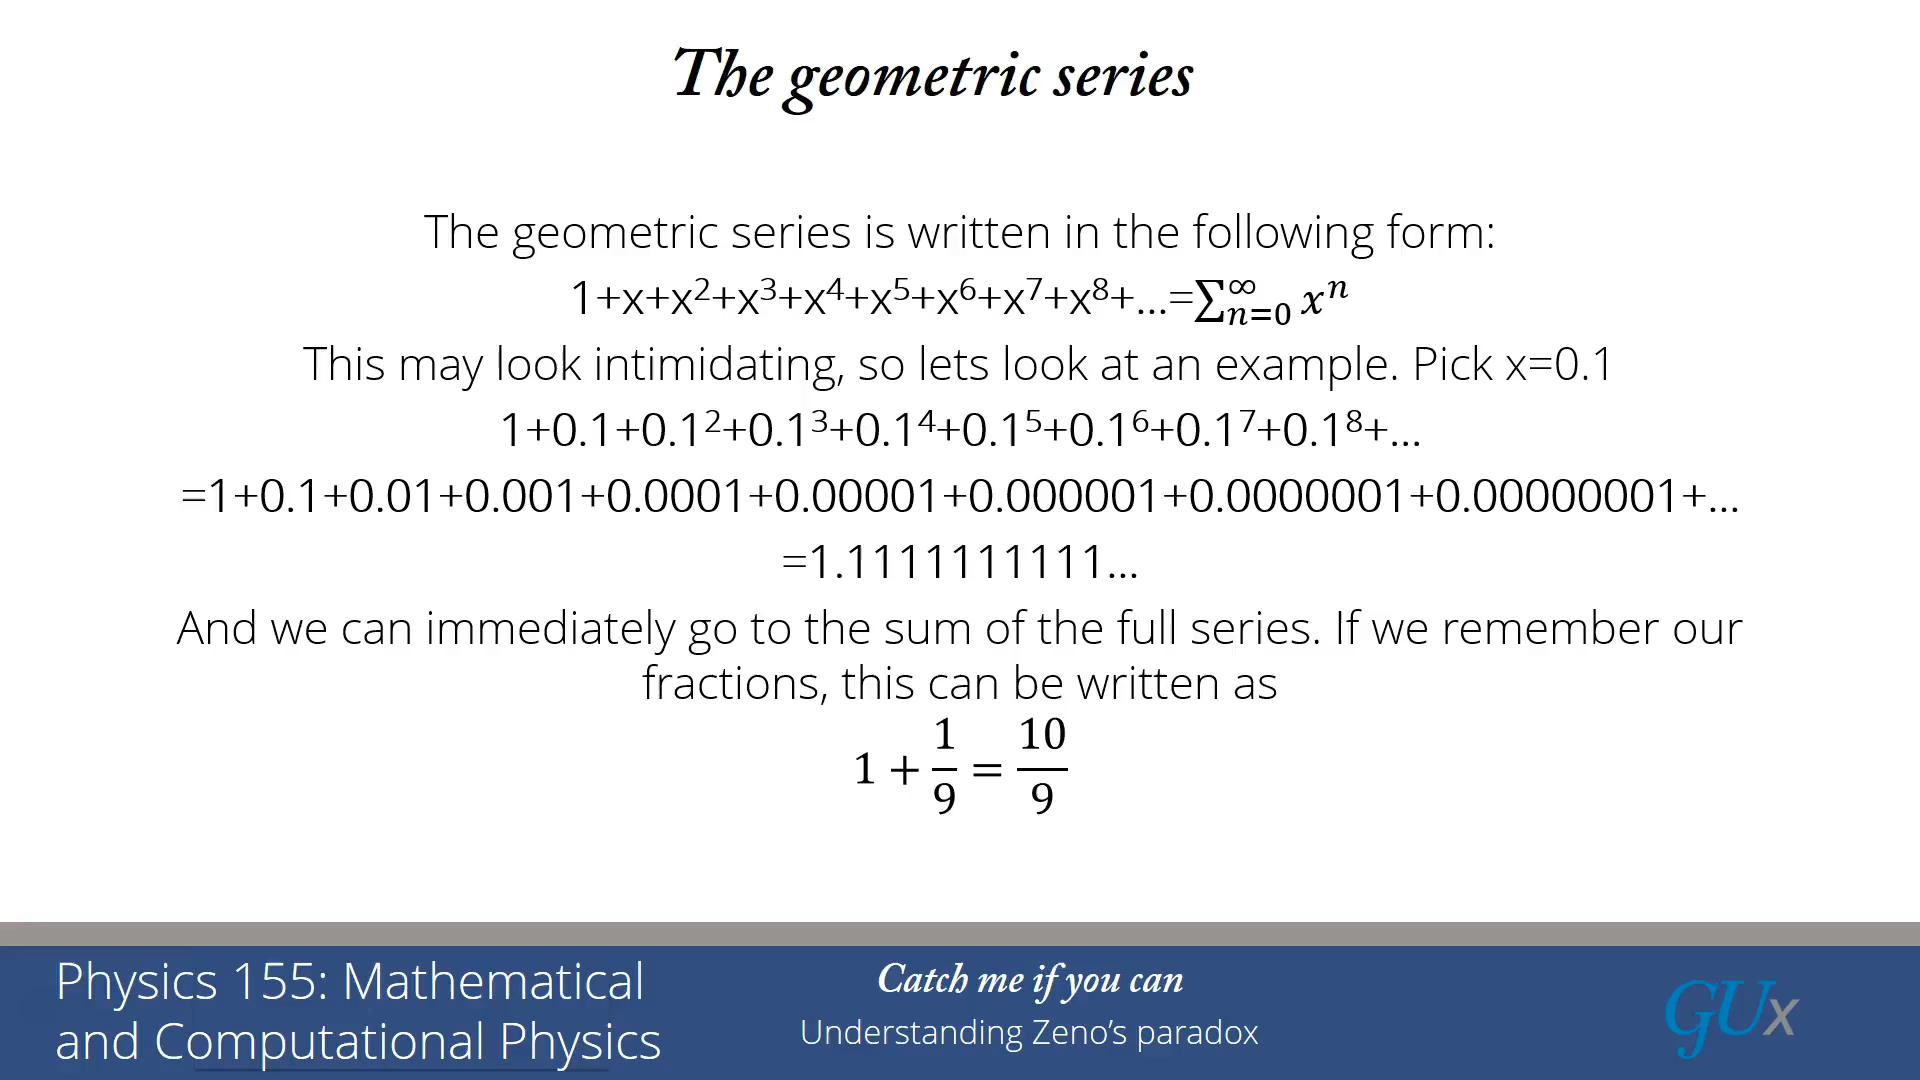 The geometric series
The geometric series is written in the following form:
1+x+x²+x³+x⁴+x⁵+x⁶+x⁷+x⁸+...=∑_{n=0}^{∞} xⁿ
This may look intimidating, so lets look at an example. Pick x=0.1
1+0.1+0.1²+0.1³+0.1⁴+0.1⁵+0.1⁶+0.1⁷+0.1⁸+...
=1+0.1+0.01+0.001+0.0001+0.00001+0.000001+0.0000001+0.00000001+...
=1.1111111111...
And we can immediately go to the sum of the full series. If we remember our
fractions, this can be written as
1 + 1/9 = 10/9
Physics 155: Mathematical
and Computational Physics
Catch me if you can
Understanding Zeno’s paradox
GUx